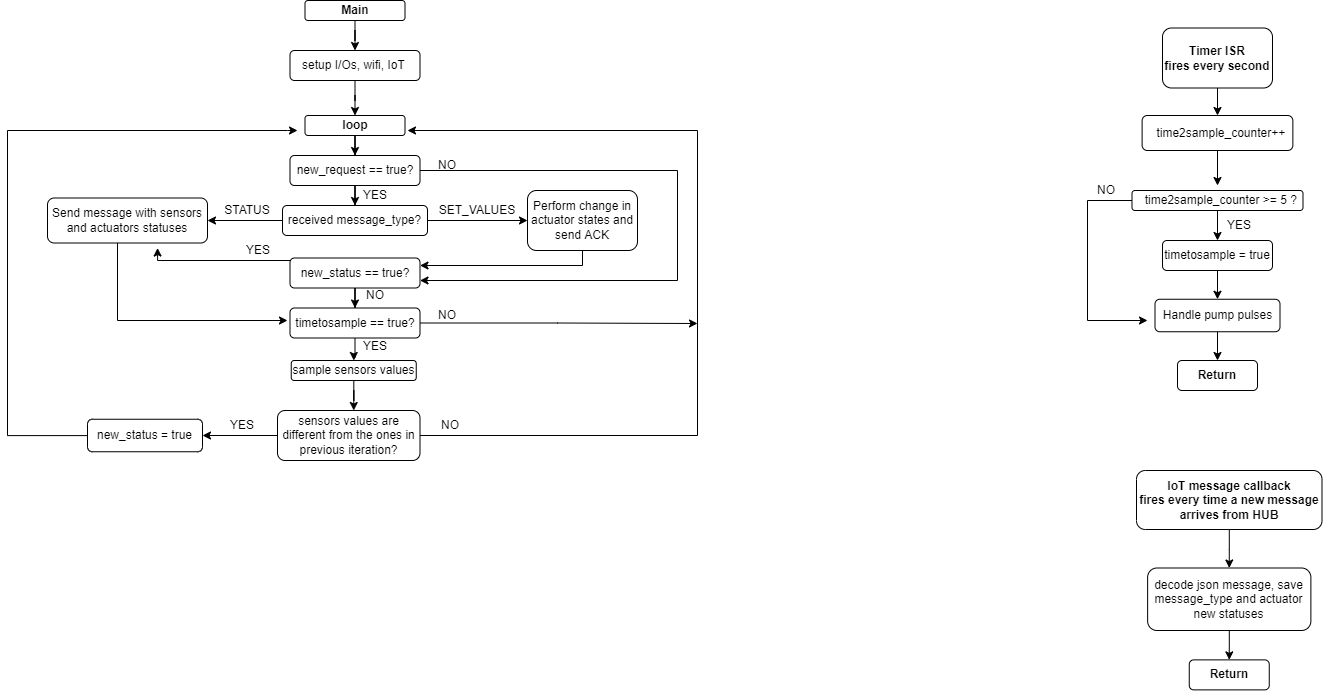 Main
setup I/Os, wifi, IoT
loop
new_request == true?
NO
YES
STATUS
received message_type?
SET_VALUES
Send message with sensors
and actuators statuses
Perform change in
actuator states and
send ACK
YES
new_status == true?
NO
timetosample == true?
NO
YES
sample sensors values
sensors values are
different from the ones in
previous iteration?
YES
NO
new_status = true
Timer ISR
fires every second
time2sample_counter++
NO
time2sample_counter >= 5 ?
YES
timetosample = true
Handle pump pulses
Return
IoT message callback
fires every time a new message
arrives from HUB
decode json message, save
message_type and actuator
new statuses
Return